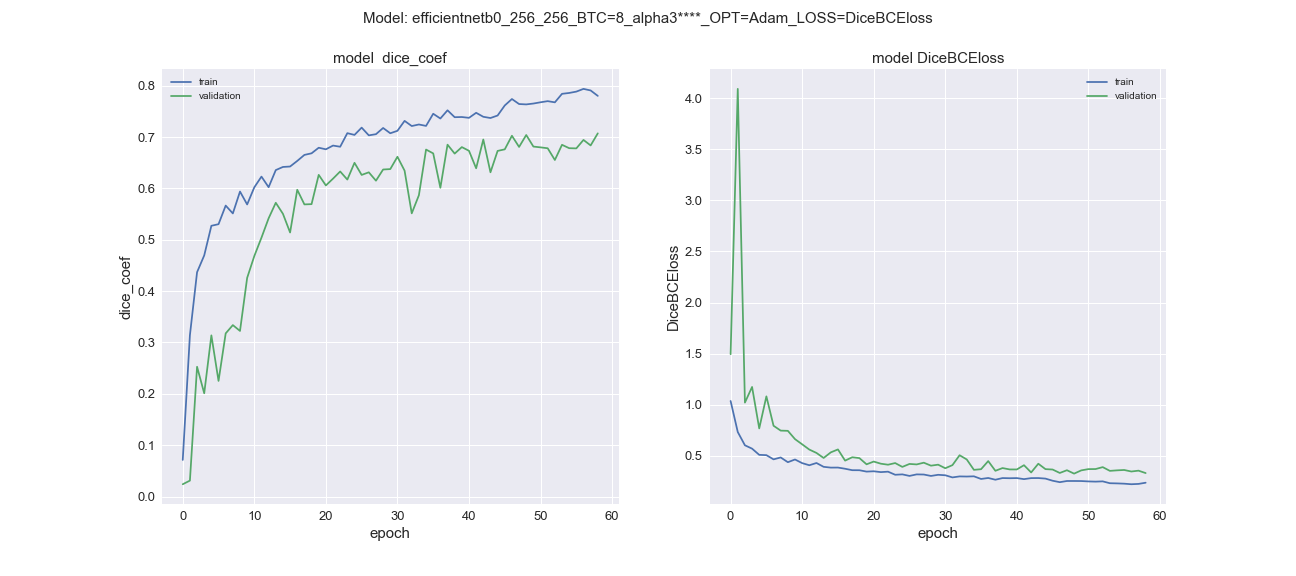 Model: efficientnetb0_256_256_BTC=8_alpha3****_OPT=Adam_LOSS=DiceBCEloss
model  dice_coef
train
validation
0.8
0.7
0.6
0.5
0.4
0.3
0.2
0.1
0.0
dice_coef
0
10
20
30
40
50
60
epoch
model DiceBCEloss
train
validation
4.0
3.5
3.0
2.5
2.0
1.5
1.0
0.5
DiceBCEloss
0
10
20
30
40
50
60
epoch